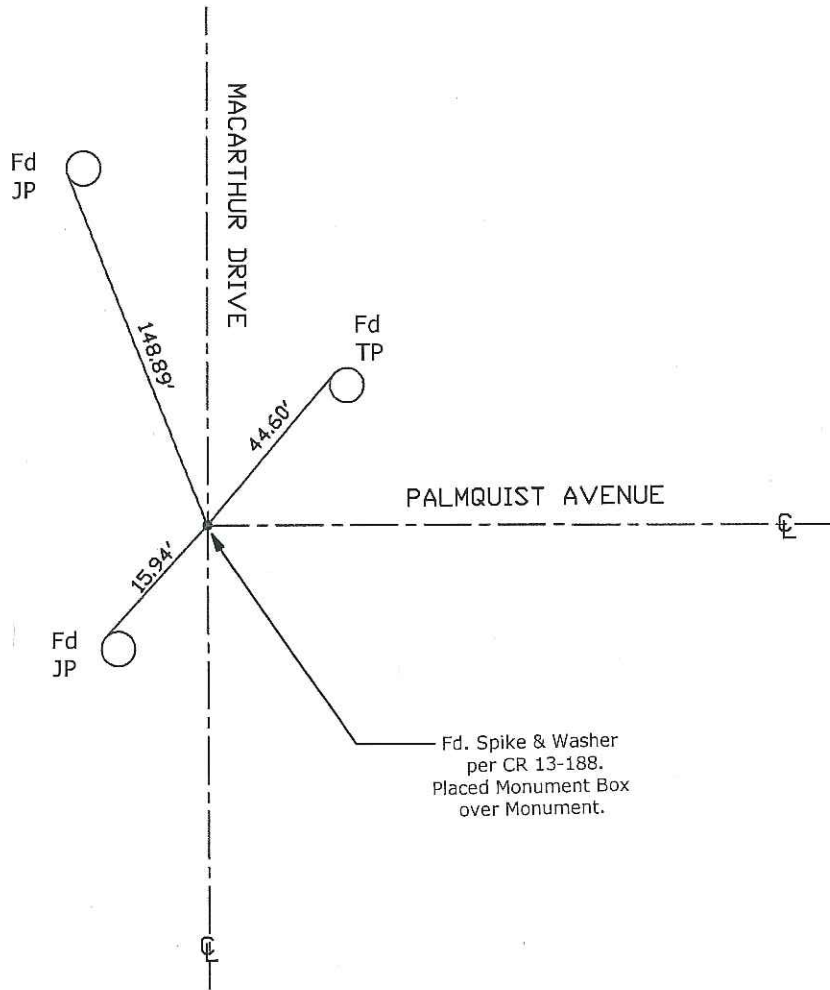 MACARTHUR DRIVE
Fd
JP
148.89'
Fd
TP
44.60'
PALMQUIST AVENUE
℄
15.94'
Fd
JP
Fd. Spike & Washer
per CR 13-188.
Placed Monument Box
over Monument.
℄